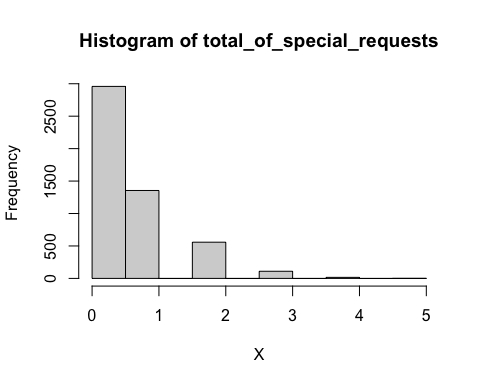 Histogram of total_of_special_requests
Frequency
2500
1500
500
0
0 1 2 3 4 5
X